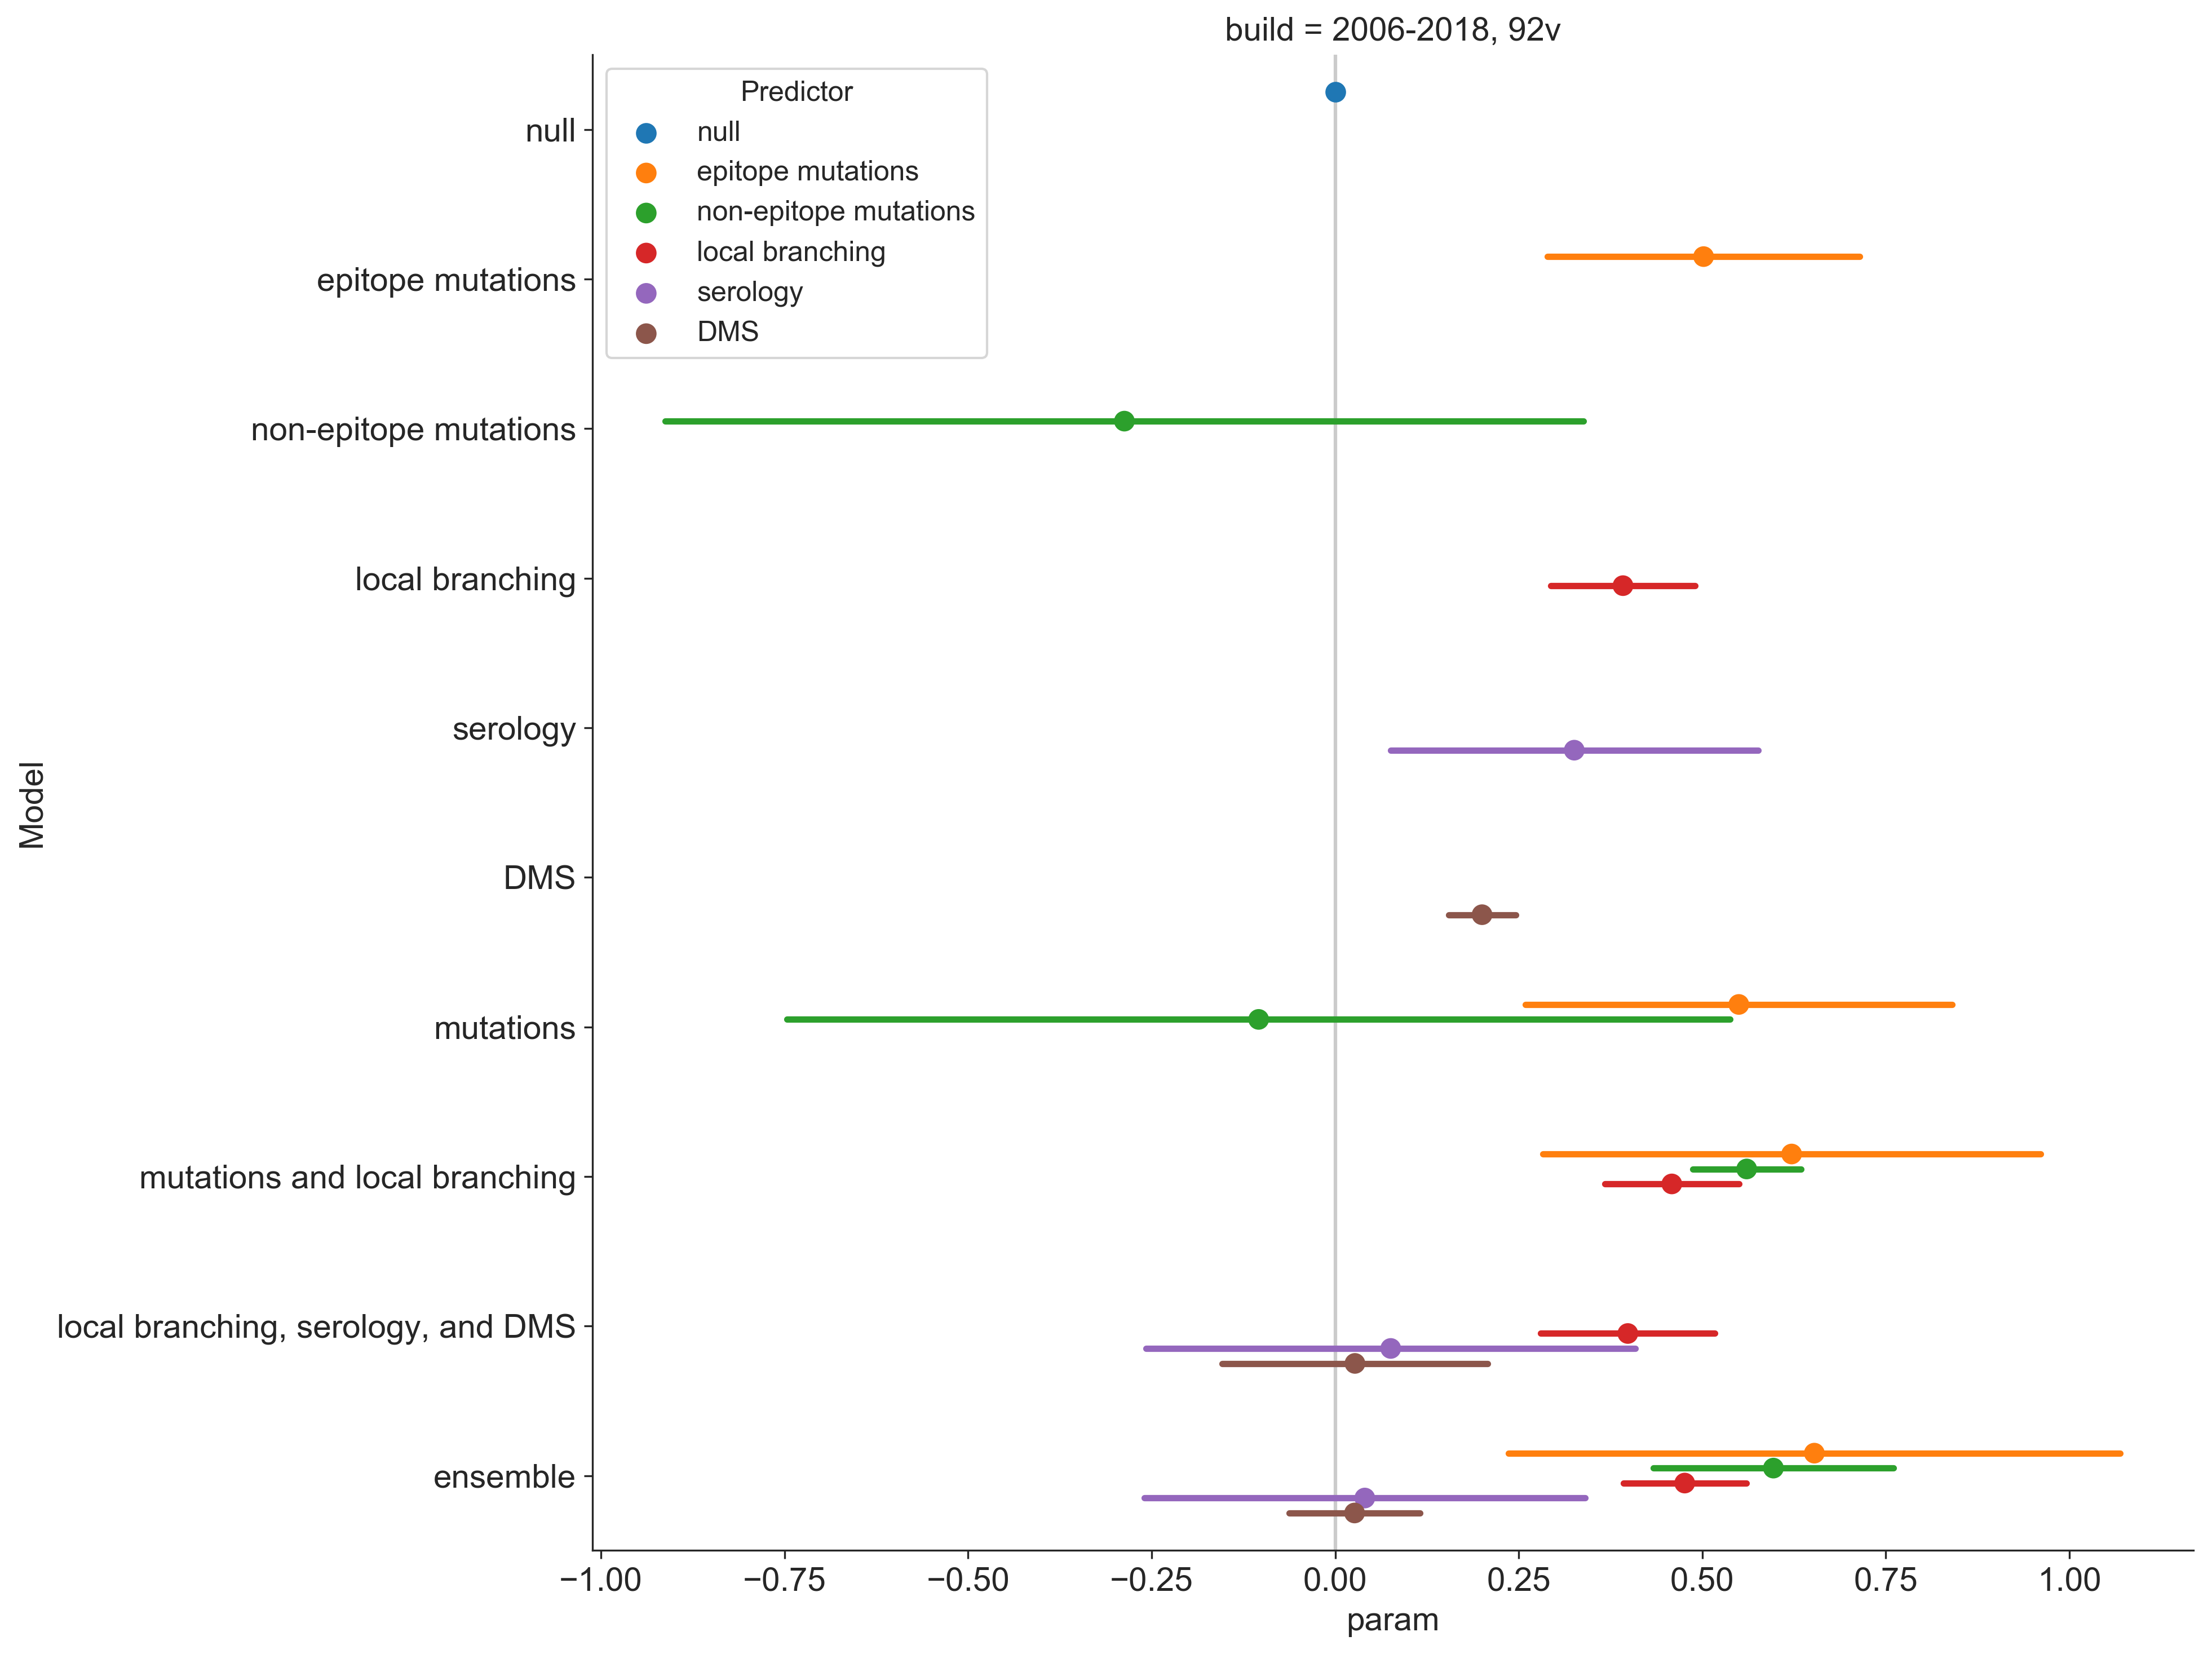 build = 2006-2018, 92v
Predictor
null
epitope mutations
non-epitope mutations
local branching
serology
DMS
Model
null
epitope mutations
non-epitope mutations
local branching
serology
DMS
mutations
mutations and local branching
local branching, serology, and DMS
ensemble
−1.00 −0.75 −0.50 −0.25 0.00 0.25 0.50 0.75 1.00
param